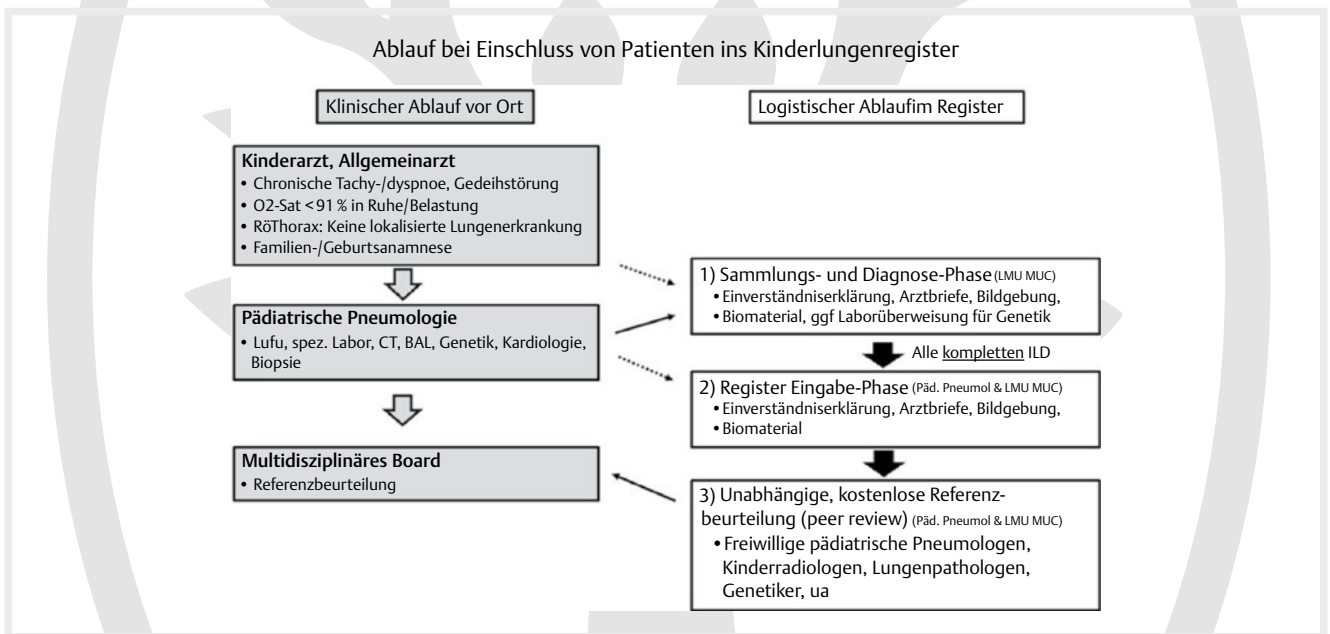 Ablauf bei Einschluss von Patienten ins Kinderlungenregister
Klinischer Ablauf vor Ort
Kinderarzt, Allgemeinarzt
• Chronische Tachy-/dyspnoe, Gedeihstörung
• O2-Sat < 91 % in Ruhe/Belastung
• RöThorax: Keine lokalisierte Lungenerkrankung
• Familien-/Geburtsanamnese
Pädiatrische Pneumologie
• Lufu, spez. Labor, CT, BAL, Genetik, Kardiologie,
Biopsie
Multidisziplinäres Board
• Referenzbeurteilung
Logistischer Ablaufim Register
1) Sammlungs- und Diagnose-Phase (LMU MUC)
• Einverständniserklärung, Arztbriefe, Bildgebung,
• Biomaterial, ggf Laborüberweisung für Genetik
Alle kompletten ILD
2) Register Eingabe-Phase (Päd. Pneumol & LMU MUC)
• Einverständniserklärung, Arztbriefe, Bildgebung,
• Biomaterial
3) Unabhängige, kostenlose Referenz-
beurteilung (peer review) (Päd. Pneumol & LMU MUC)
• Freiwillige pädiatrische Pneumologen,
Kinderradiologen, Lungenpathologen,
Genetiker, ua